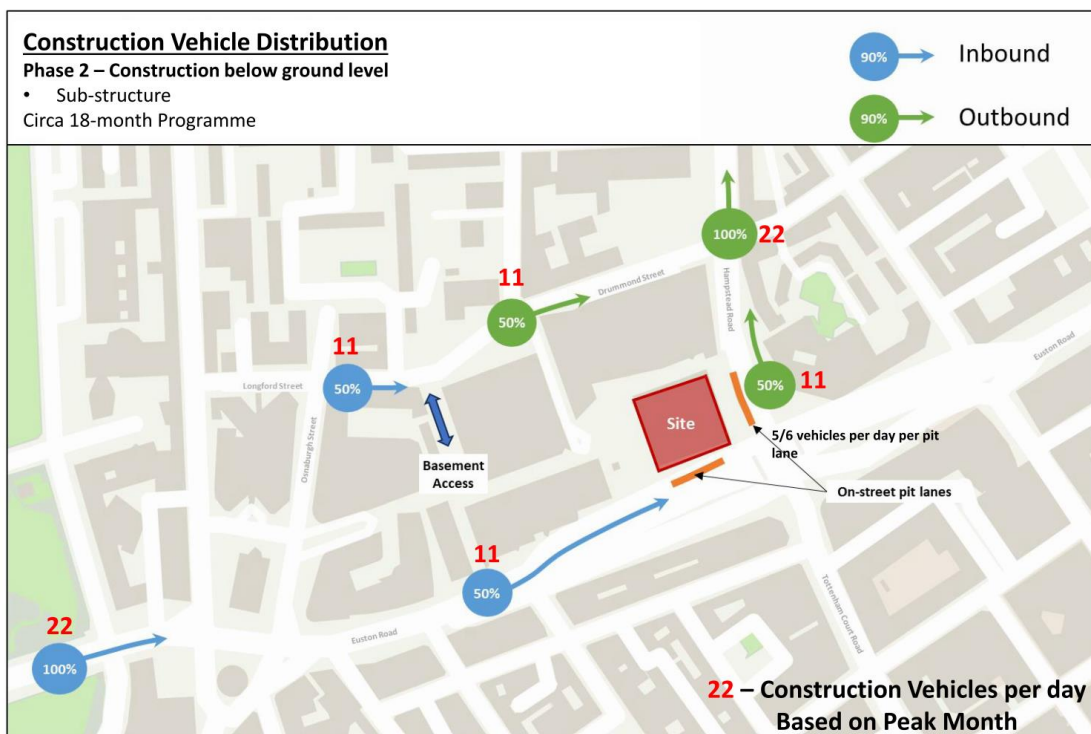 Construction Vehicle Distribution
Phase 2 – Construction below ground level
• Sub-structure
Circa 18-month Programme
90% Inbound
90% Outbound
100% 22
Hampstead Road
Drummond Street
11
50%
Euston Road
11
50%
Longford Street
Osnaburgh Street
50% 11
Site
5/6 vehicles per day per pit
lane
Basement
Access
On-street pit lanes
11
50%
Euston Road
Tottenham Court Road
22
100%
22 – Construction Vehicles per day
Based on Peak Month